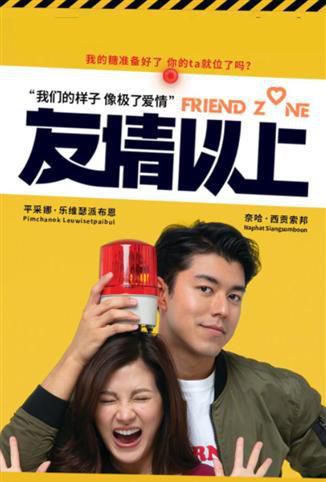 我的糖准备好了 你的ta就位了吗？
“我们的样子 像极了爱情”
FRIEND ZONE
友情以上
平采娜·乐维瑟派布恩
Pimchanok Leuwisetpaibul
奈哈·西贡索邦
Naphat Siangsomboon